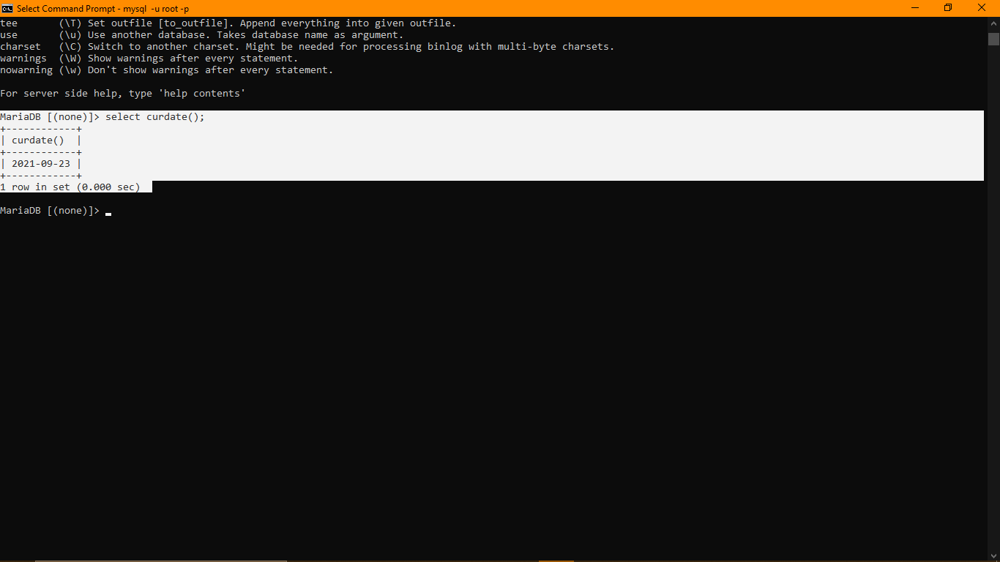 Select Command Prompt - mysql  -u root -p
tee       (\T) Set outfile [to_outfile]. Append everything into given outfile.
use       (\u) Use another database. Takes database name as argument.
charset   (\C) Switch to another charset. Might be needed for processing binlog with multi-byte charsets.
warnings  (\W) Show warnings after every statement.
nowarning (\w) Don't show warnings after every statement.
For server side help, type 'help contents'
MariaDB [(none)]> select curdate();
+------------+
| curdate()  |
+------------+
| 2021-09-23 |
+------------+
1 row in set (0.000 sec)
MariaDB [(none)]>